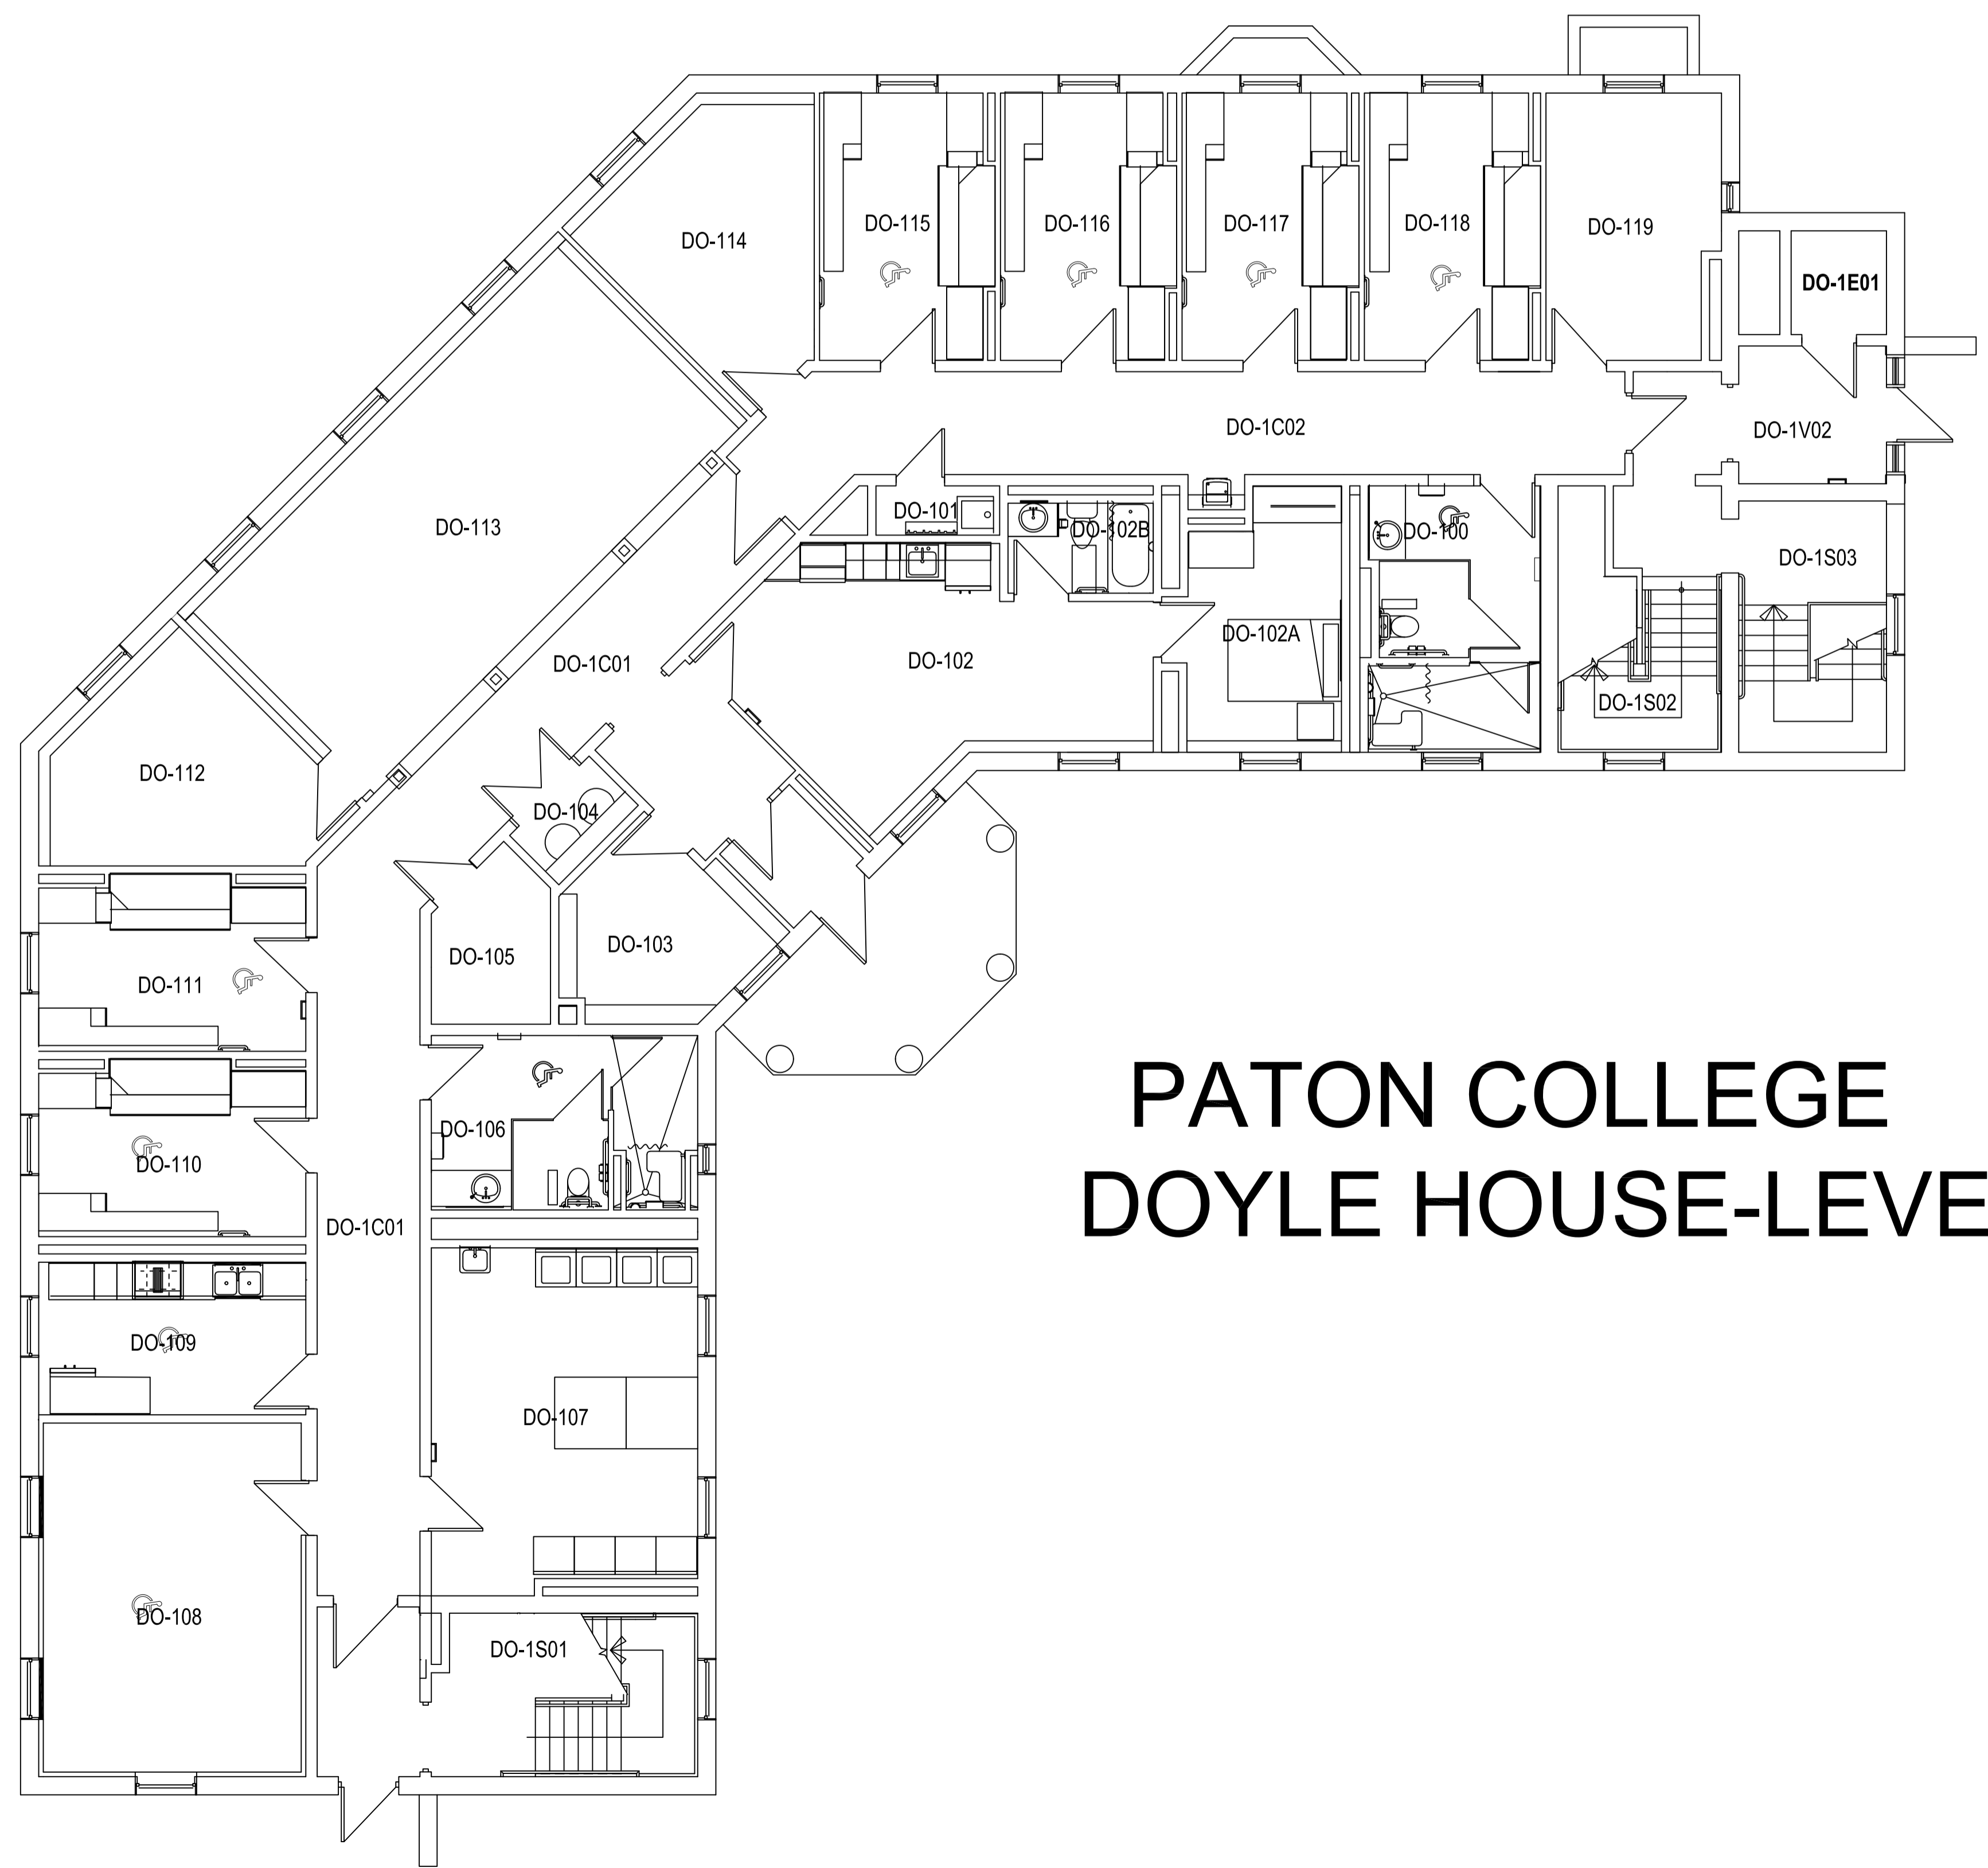 DO-115
DO-116
DO-117
DO-118
DO-119
DO-114
DO-1E01
DO-1C02
DO-1V02
DO-113
DO-101
DO-102B
DO-100
DO-1S03
DO-1C01
DO-102
DO-102A
DO-1S02
DO-112
DO-104
DO-111
DO-105
DO-103
DO-106
DO-110
DO-1C01
DO-109
DO-107
DO-108
DO-1S01
PATON COLLEGE
DOYLE HOUSE-LEVE